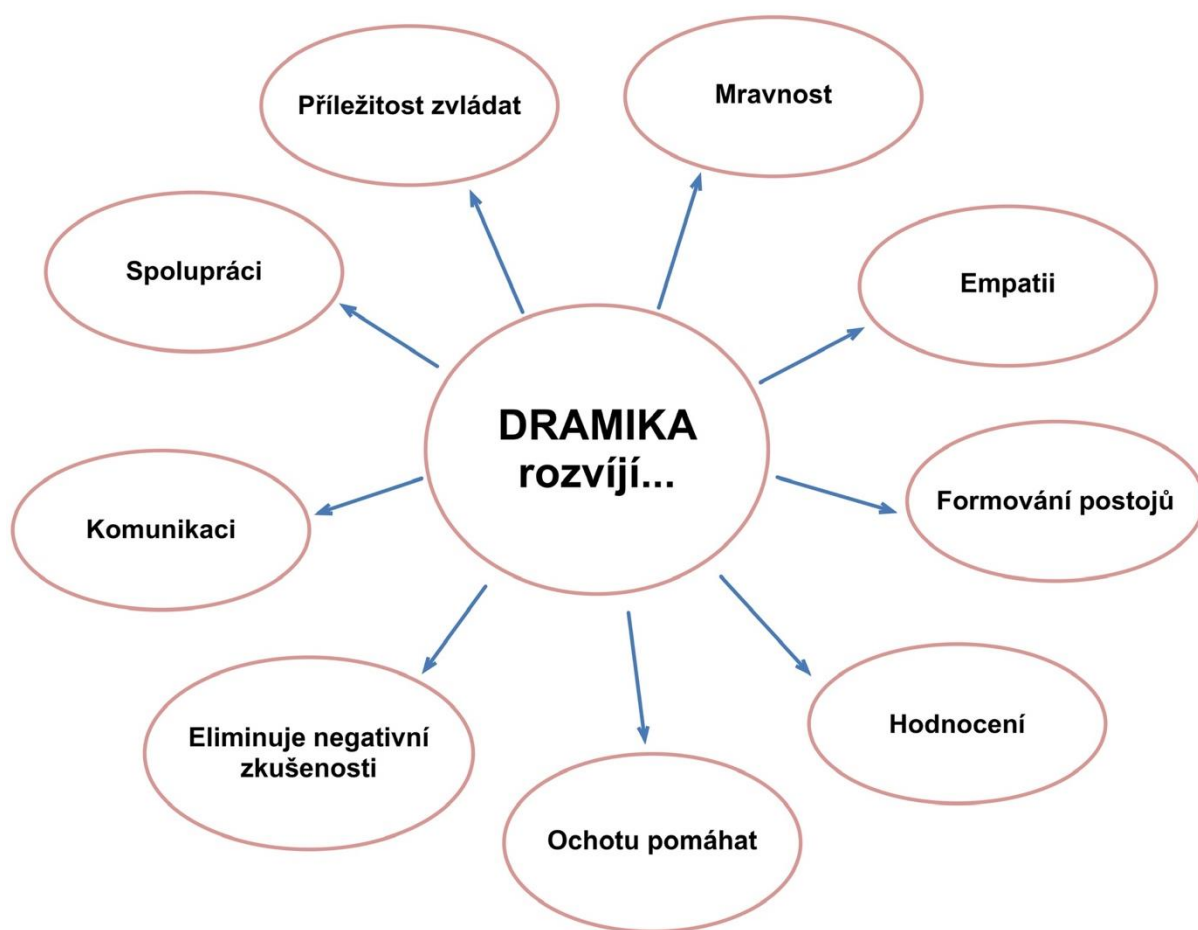 Příležitost zvládat
Mravnost
Spolupráci
Empatii
DRAMIKA
rozvíjí...
Formování postojů
Komunikaci
Hodnocení
Eliminuje negativní
zkušenosti
Ochotu pomáhat